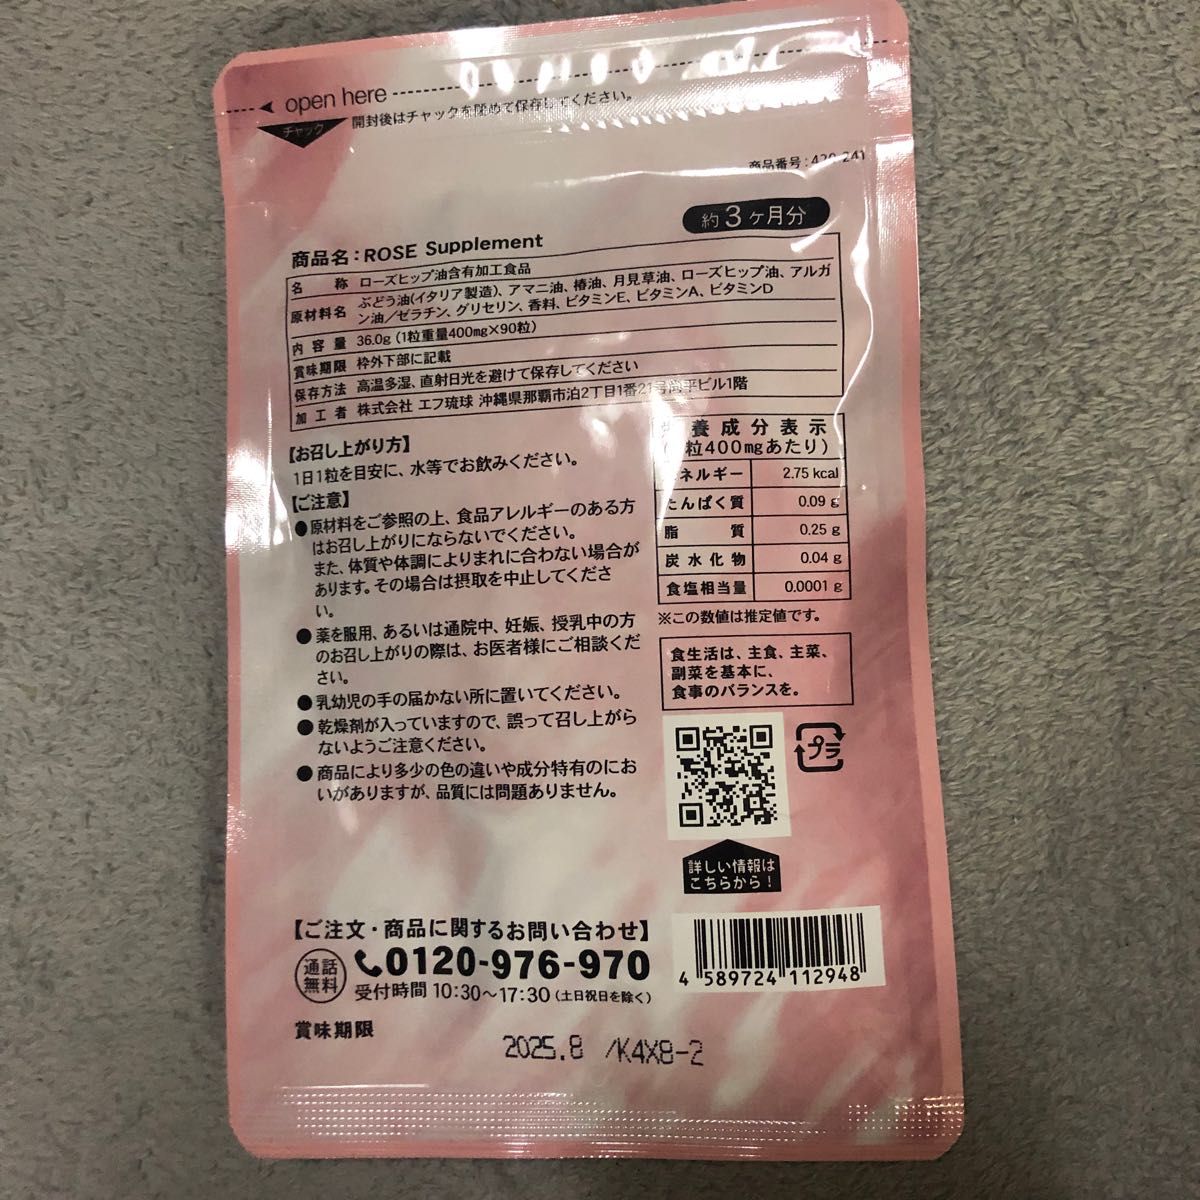 open here
チャック
開封後はチャックを閉めて保存してください。
商品番号:420-241
約3ヶ月分
商品名:ROSE Supplement
名 称 ローズヒップ油含有加工食品
原材料名 ぶどう油(イタリア製造)、アマニ油、椿油、月見草油、ローズヒップ油、アルガ
ン油/ゼラチン、グリセリン、香料、ビタミンE、ビタミンA、ビタミンD
内 容 量 36.0g (1粒重量400mg×90粒)
賞味期限 枠外下部に記載
保存方法 高温多湿、直射日光を避けて保存してください
加 工 者 株式会社 エフ琉球 沖縄県那覇市泊2丁目1番21号尚平ビル1階
【お召し上がり方】
1日1粒を目安に、水等でお飲みください。
【ご注意】
●原材料をご参照の上、食品アレルギーのある方
はお召し上がりにならないでください。
また、体質や体調によりまれに合わない場合が
あります。その場合は摂取を中止してくださ
い。
●薬を服用、あるいは通院中、妊娠、授乳中の方
のお召し上がりの際は、お医者様にご相談くだ
さい。
●乳幼児の手の届かない所に置いてください。
●乾燥剤が入っていますので、誤って召し上がら
ないようご注意ください。
●商品により多少の色の違いや成分特有のにお
いがありますが、品質には問題ありません。
栄養成分表示
(1粒400mgあたり)
エネルギー 2.75 kcal
たんぱく質 0.09 g
脂 質 0.25 g
炭水化物 0.04 g
食塩相当量 0.0001 g
※この数値は推定値です。
食生活は、主食、主菜、
副菜を基本に、
食事のバランスを。
プラ
詳しい情報は
こちらから!
【ご注文・商品に関するお問い合わせ】
通話
無料
0120-976-970
受付時間 10:30〜17:30 (土日祝日を除く)
4 589724 112948
賞味期限
2025.8 /K4X8-2